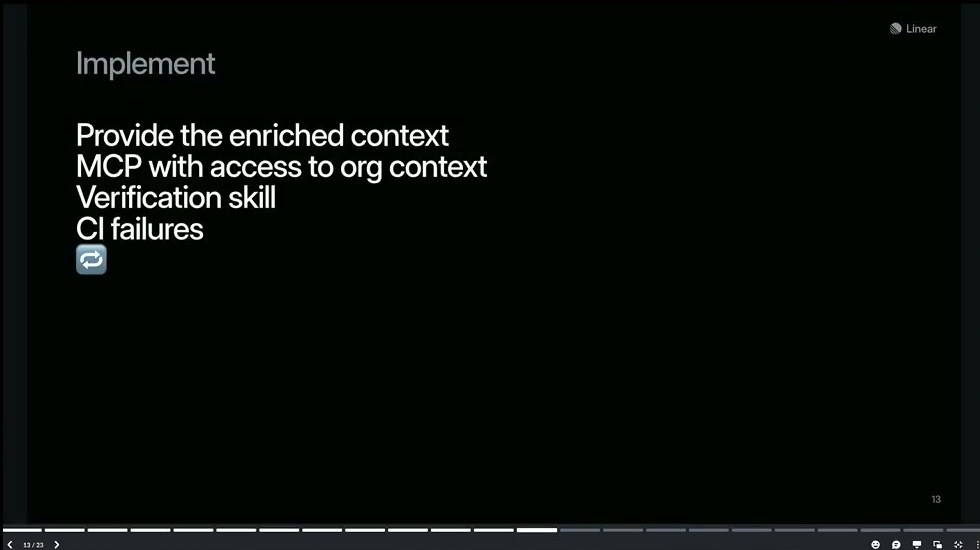 Linear
Implement
Provide the enriched context
MCP with access to org context
Verification skill
CI failures
🔁
13
13 / 23